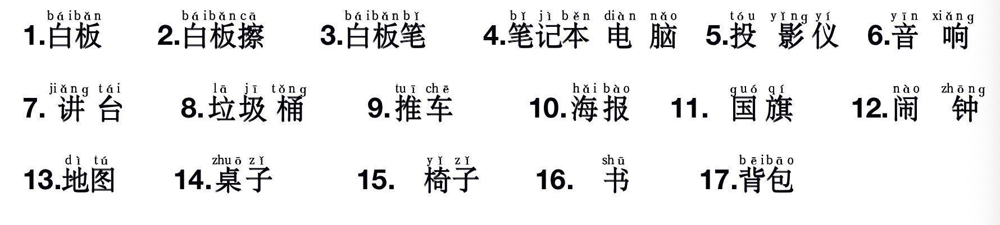 báibǎn báibǎncā báibǎnbǐ bǐ jì běn diàn nǎo tóu yǐng yí yīn xiǎng
1.白板 2.白板擦 3.白板笔 4.笔记本 电 脑 5.投 影 仪 6.音 响
jiǎng tái lā jī tǒng tuī chē hǎi bào guó qí nào zhōng
7. 讲 台 8.垃圾 桶 9.推车 10.海报 11. 国 旗 12.闹 钟
dì tú zhuō zǐ yǐ zǐ shū bēibāo
13.地图 14.桌子 15. 椅子 16. 书 17.背包